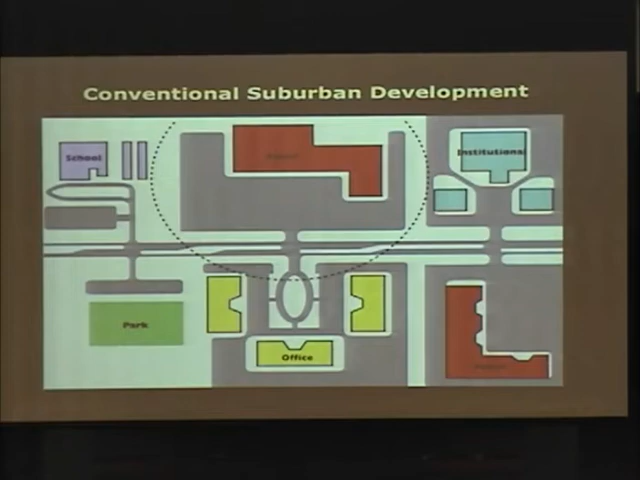 Conventional Suburban Development
School
Institutions
Park
Office